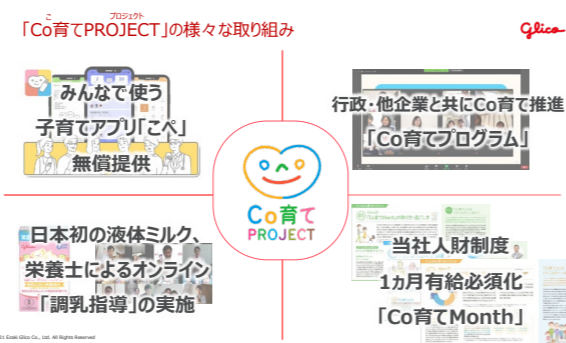 こ プロジェクト
「Co育てPROJECT」の様々な取り組み
Glico
みんなで使う
子育てアプリ「こぺ」
無償提供
行政・他企業と共にCo育て推進
「Co育てプログラム」
Co育て
PROJECT
日本初の液体ミルク、
栄養士によるオンライン
「調乳指導」の実施
当社人財制度
1ヵ月有給必須化
「Co育てMonth」
Ezaki Glico Co., Ltd. All Rights Reserved